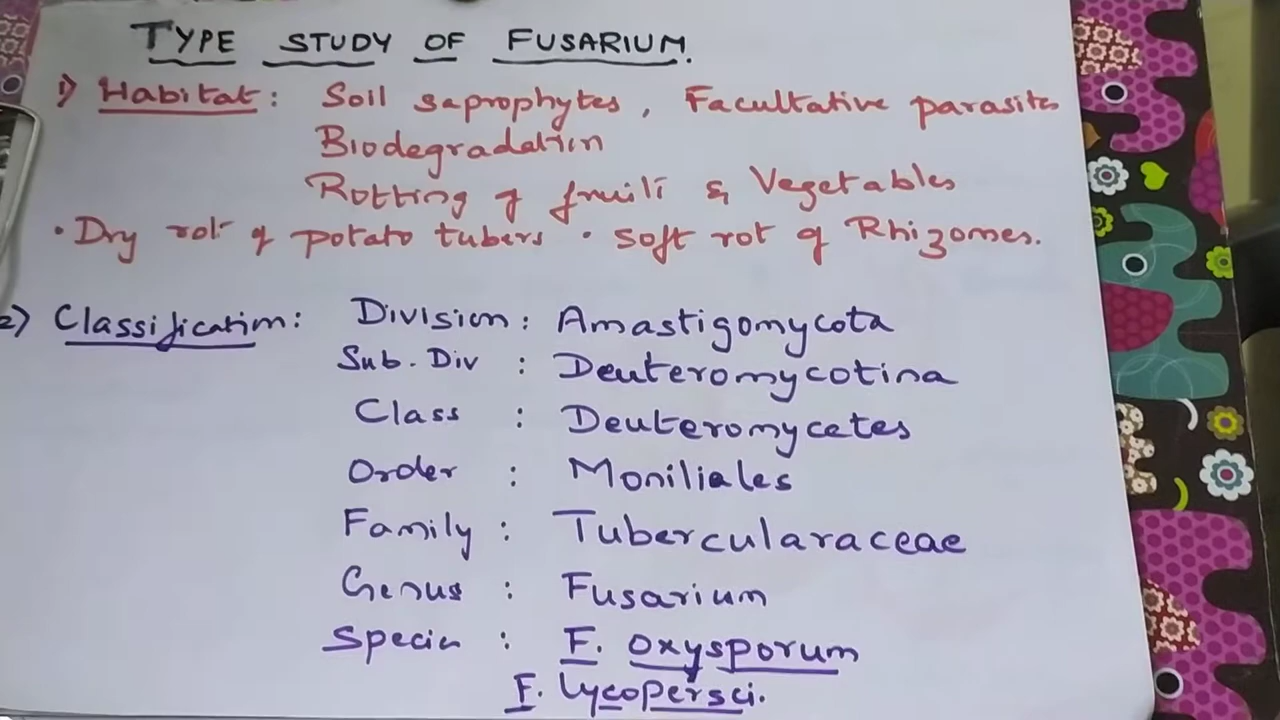 TYPE STUDY OF FUSARIUM.
1) Habitat: Soil saprophytes, Facultative parasites
Biodegradation
Rotting of fruits & Vegetables
• Dry rot of potato tubers • Soft rot of Rhizomes.
2) Classification: Division: Amastigomycota
Sub. Div : Deuteromycotina
Class : Deuteromycetes
Order : Moniliales
Family : Tuberculararaceae
Genus : Fusarium
Species : F. oxysporum
F. lycopersci.